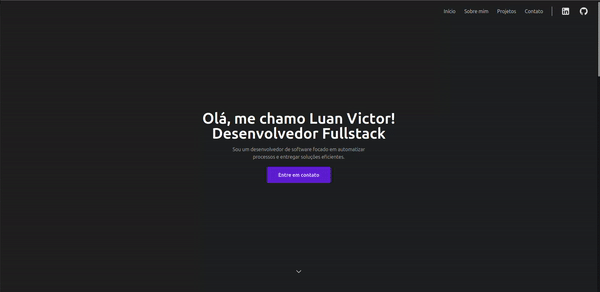 Início Sobre mim Projetos Contato
Olá, me chamo Luan Victor!
Desenvolvedor Fullstack
Sou um desenvolvedor de software focado em automatizar
processos e entregar soluções eficientes.
Entre em contato